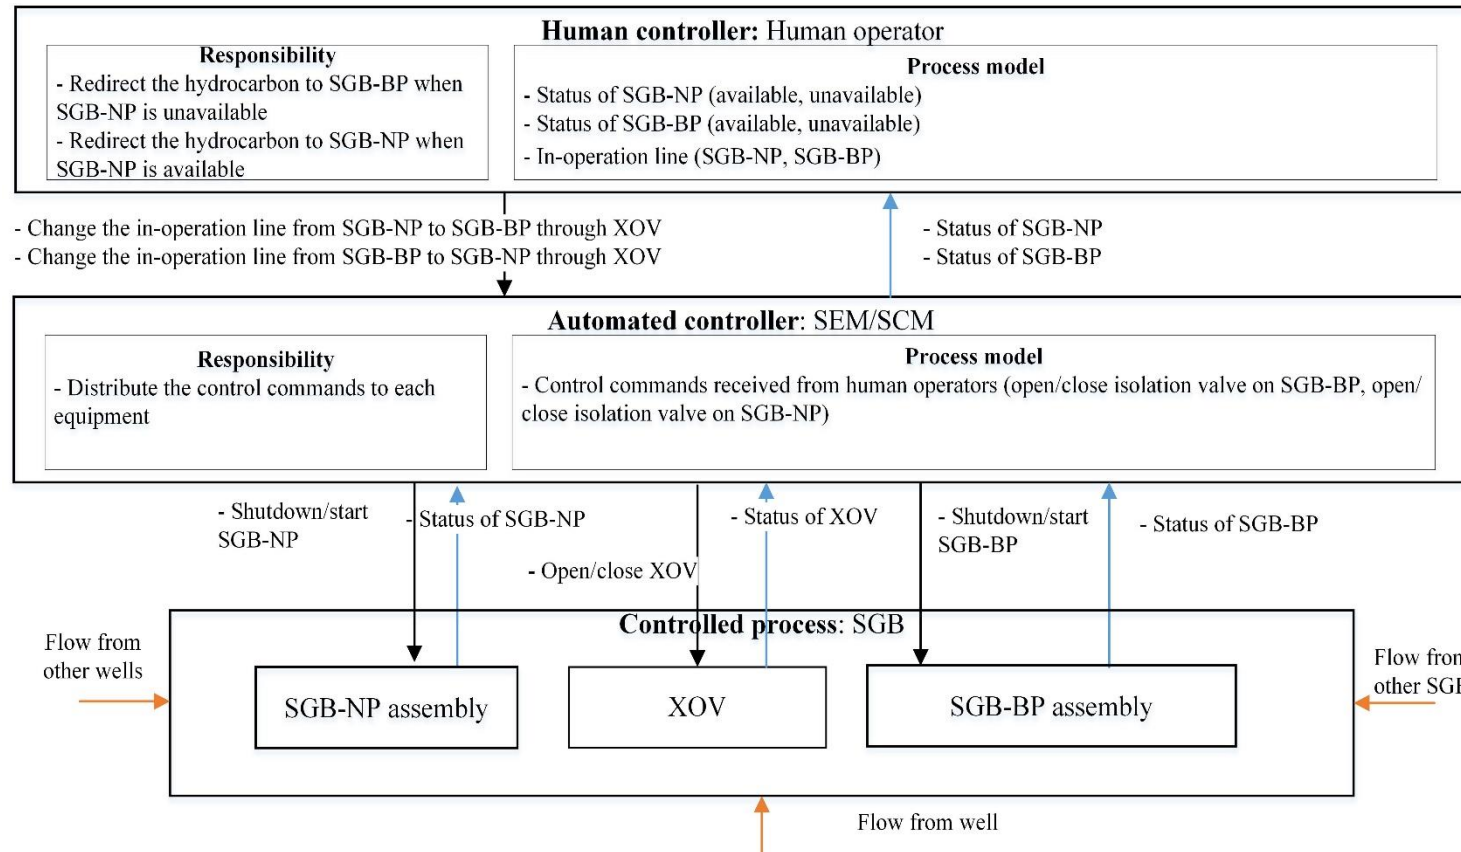 Human controller: Human operator
Responsibility
- Redirect the hydrocarbon to SGB-BP when
SGB-NP is unavailable
- Redirect the hydrocarbon to SGB-NP when
SGB-NP is available
Process model
- Status of SGB-NP (available, unavailable)
- Status of SGB-BP (available, unavailable)
- In-operation line (SGB-NP, SGB-BP)
- Change the in-operation line from SGB-NP to SGB-BP through XOV
- Change the in-operation line from SGB-BP to SGB-NP through XOV
- Status of SGB-NP
- Status of SGB-BP
Automated controller: SEM/SCM
Responsibility
- Distribute the control commands to each
equipment
Process model
- Control commands received from human operators (open/close isolation valve on SGB-BP, open/
close isolation valve on SGB-NP)
- Shutdown/start
SGB-NP
- Status of SGB-NP
- Open/close XOV
- Status of XOV
- Shutdown/start
SGB-BP
- Status of SGB-BP
Controlled process: SGB
Flow from
other wells
SGB-NP assembly
XOV
SGB-BP assembly
Flow from
other SGB
Flow from well